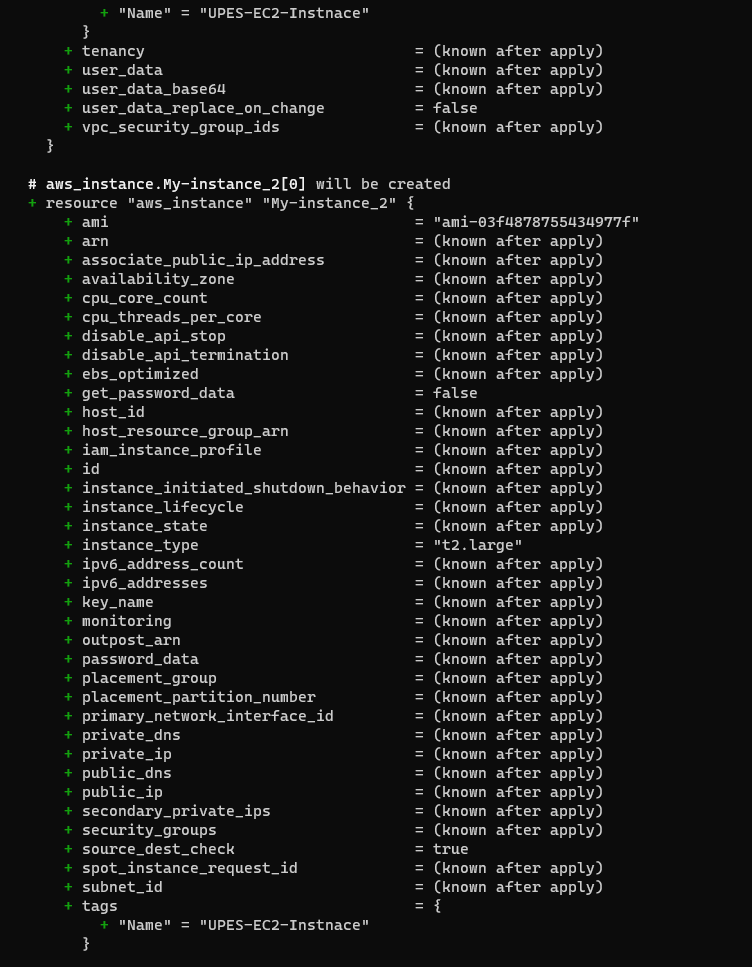 + "Name" = "UPES-EC2-Instnace"
}
+ tenancy = (known after apply)
+ user_data = (known after apply)
+ user_data_base64 = (known after apply)
+ user_data_replace_on_change = false
+ vpc_security_group_ids = (known after apply)
}
# aws_instance.My-instance_2[0] will be created
+ resource "aws_instance" "My-instance_2" {
+ ami = "ami-03f4878755434977f"
+ arn = (known after apply)
+ associate_public_ip_address = (known after apply)
+ availability_zone = (known after apply)
+ cpu_core_count = (known after apply)
+ cpu_threads_per_core = (known after apply)
+ disable_api_stop = (known after apply)
+ disable_api_termination = (known after apply)
+ ebs_optimized = (known after apply)
+ get_password_data = false
+ host_id = (known after apply)
+ host_resource_group_arn = (known after apply)
+ iam_instance_profile = (known after apply)
+ id = (known after apply)
+ instance_initiated_shutdown_behavior = (known after apply)
+ instance_lifecycle = (known after apply)
+ instance_state = (known after apply)
+ instance_type = "t2.large"
+ ipv6_address_count = (known after apply)
+ ipv6_addresses = (known after apply)
+ key_name = (known after apply)
+ monitoring = (known after apply)
+ outpost_arn = (known after apply)
+ password_data = (known after apply)
+ placement_group = (known after apply)
+ placement_partition_number = (known after apply)
+ primary_network_interface_id = (known after apply)
+ private_dns = (known after apply)
+ private_ip = (known after apply)
+ public_dns = (known after apply)
+ public_ip = (known after apply)
+ secondary_private_ips = (known after apply)
+ security_groups = (known after apply)
+ source_dest_check = true
+ spot_instance_request_id = (known after apply)
+ subnet_id = (known after apply)
+ tags = {
+ "Name" = "UPES-EC2-Instnace"
}